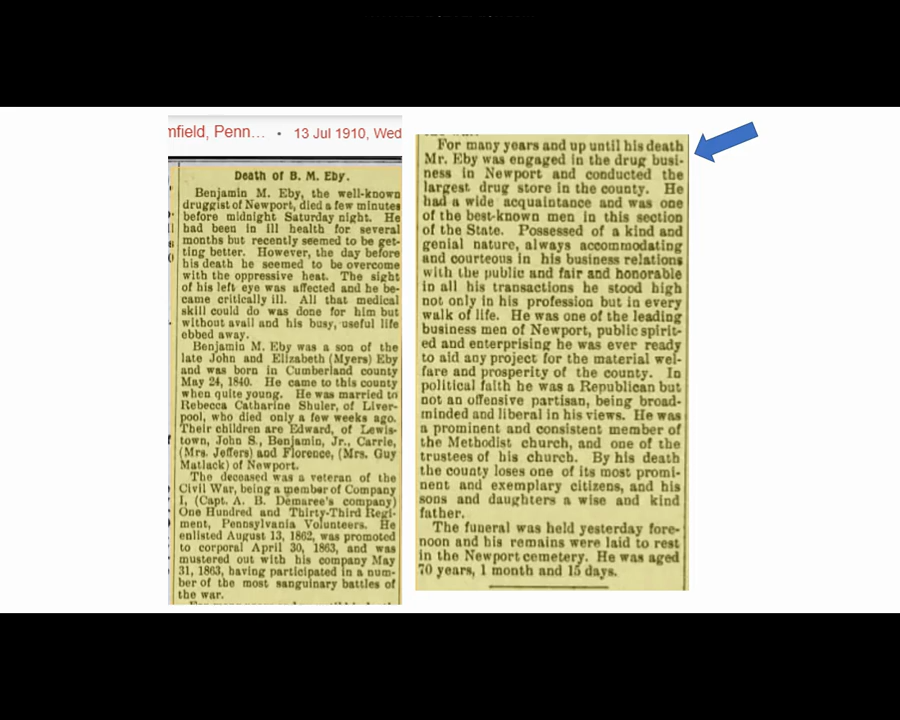 mfield, Penn... • 13 Jul 1910, Wed
Death of B. M. Eby.
Benjamin M. Eby, the well-known
druggist of Newport, died a few minutes
before midnight Saturday night. He
had been in ill health for several
months but recently seemed to be get-
ting better. However, the day before
his death he seemed to be overcome
with the oppressive heat. The sight
of his left eye was affected and he be-
came critically ill. All that medical
skill could do was done for him but
without avail and his busy, useful life
ebbed away.
Benjamin M. Eby was a son of the
late John and Elizabeth (Myers) Eby
and was born in Cumberland county
May 24, 1840. He came to this county
when quite young. He was married to
Rebecca Catharine Shuler, of Liver-
pool, who died only a few weeks ago.
Their children are Edward, of Lewis-
town, John S., Benjamin, Jr., Carrie,
(Mrs. Jeffers) and Florence, (Mrs. Guy
Matlack) of Newport.
The deceased was a veteran of the
Civil War, being a member of Company
I, (Capt. A. B. Demaree's company)
One Hundred and Thirty-Third Regi-
ment, Pennsylvania Volunteers. He
enlisted August 13, 1862, was promoted
to corporal April 30, 1863, and was
mustered out with his company May
31, 1863, having participated in a num-
ber of the most sanguinary battles of
the war.
For many years and up until his death
Mr. Eby was engaged in the drug busi-
ness in Newport and conducted the
largest drug store in the county. He
had a wide acquaintance and was one
of the best-known men in this section
of the State. Possessed of a kind and
genial nature, always accommodating
and courteous in his business relations
with the public and fair and honorable
in all his transactions he stood high
not only in his profession but in every
walk of life. He was one of the leading
business men of Newport, public spirit-
ed and enterprising he was ever ready
to aid any project for the material wel-
fare and prosperity of the county. In
political faith he was a Republican but
not an offensive partisan, being broad-
minded and liberal in his views. He was
a prominent and consistent member of
the Methodist church, and one of the
trustees of his church. By his death
the county loses one of its most promi-
nent and exemplary citizens, and his
sons and daughters a wise and kind
father.
The funeral was held yesterday fore-
noon and his remains were laid to rest
in the Newport cemetery. He was aged
70 years, 1 month and 15 days.